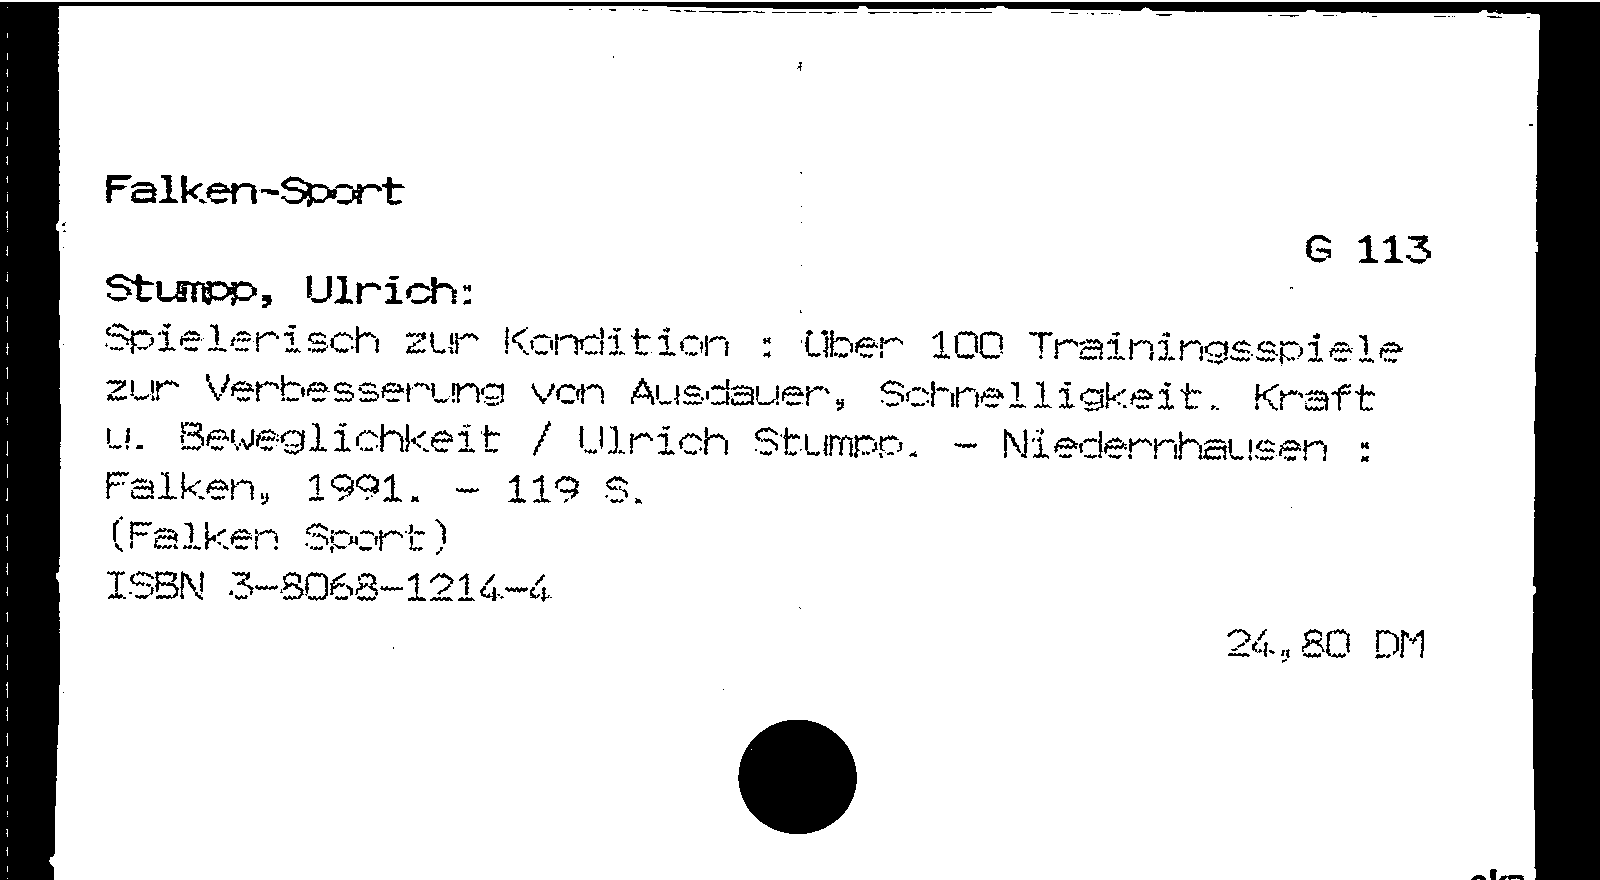 Falken-Sport
G 113
Stumpp, Ulrich:
Spielerisch zur Kondition : Über 100 Trainingsspiele
zur Verbesserung von Ausdauer, Schnelligkeit. Kraft
u. Beweglichkeit / Ulrich Stumpp. - Niedernhausen :
Falken, 1991. - 119 S.
(Falken Sport)
ISBN 3-8068-1214-4
24,80 DM